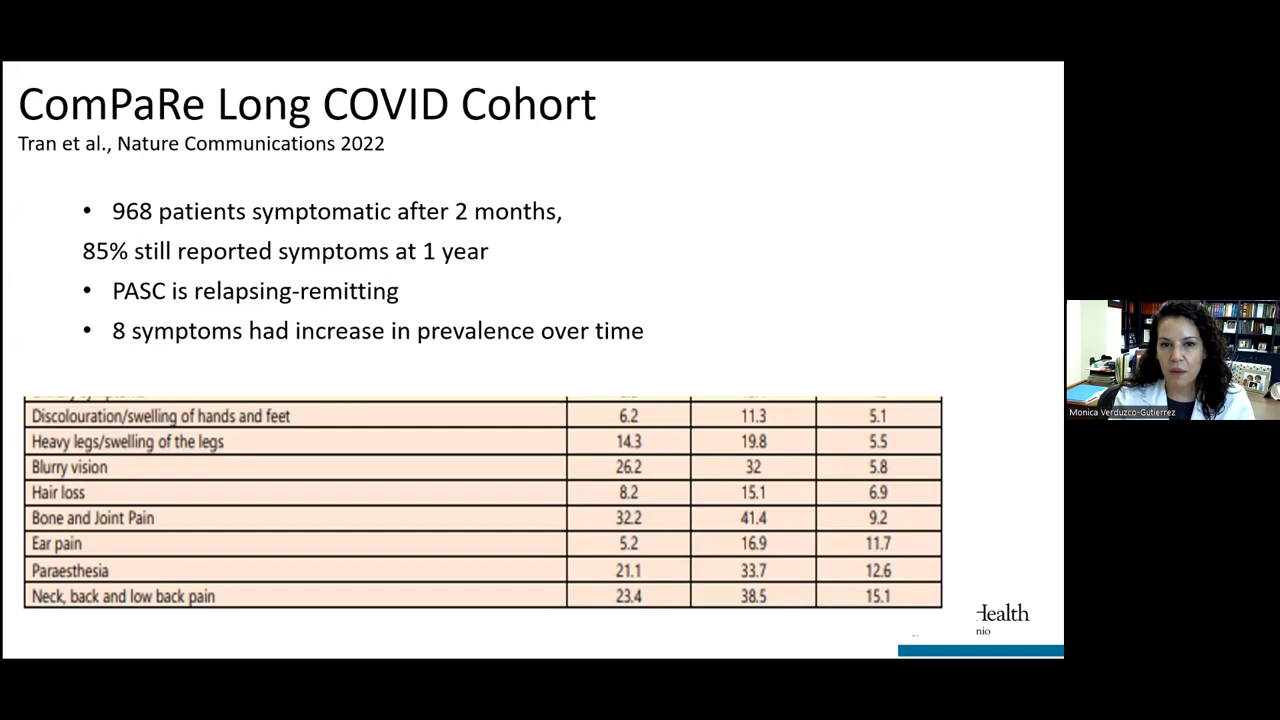 ComPaRe Long COVID Cohort
Tran et al., Nature Communications 2022
• 968 patients symptomatic after 2 months,
85% still reported symptoms at 1 year
• PASC is relapsing-remitting
• 8 symptoms had increase in prevalence over time
Discolouration/swelling of hands and feet 6.2 11.3 5.1
Heavy legs/swelling of the legs 14.3 19.8 5.5
Blurry vision 26.2 32 5.8
Hair loss 8.2 15.1 6.9
Bone and Joint Pain 32.2 41.4 9.2
Ear pain 5.2 16.9 11.7
Paraesthesia 21.1 33.7 12.6
Neck, back and low back pain 23.4 38.5 15.1
Health
nio
Monica Verduzco-Gutierrez